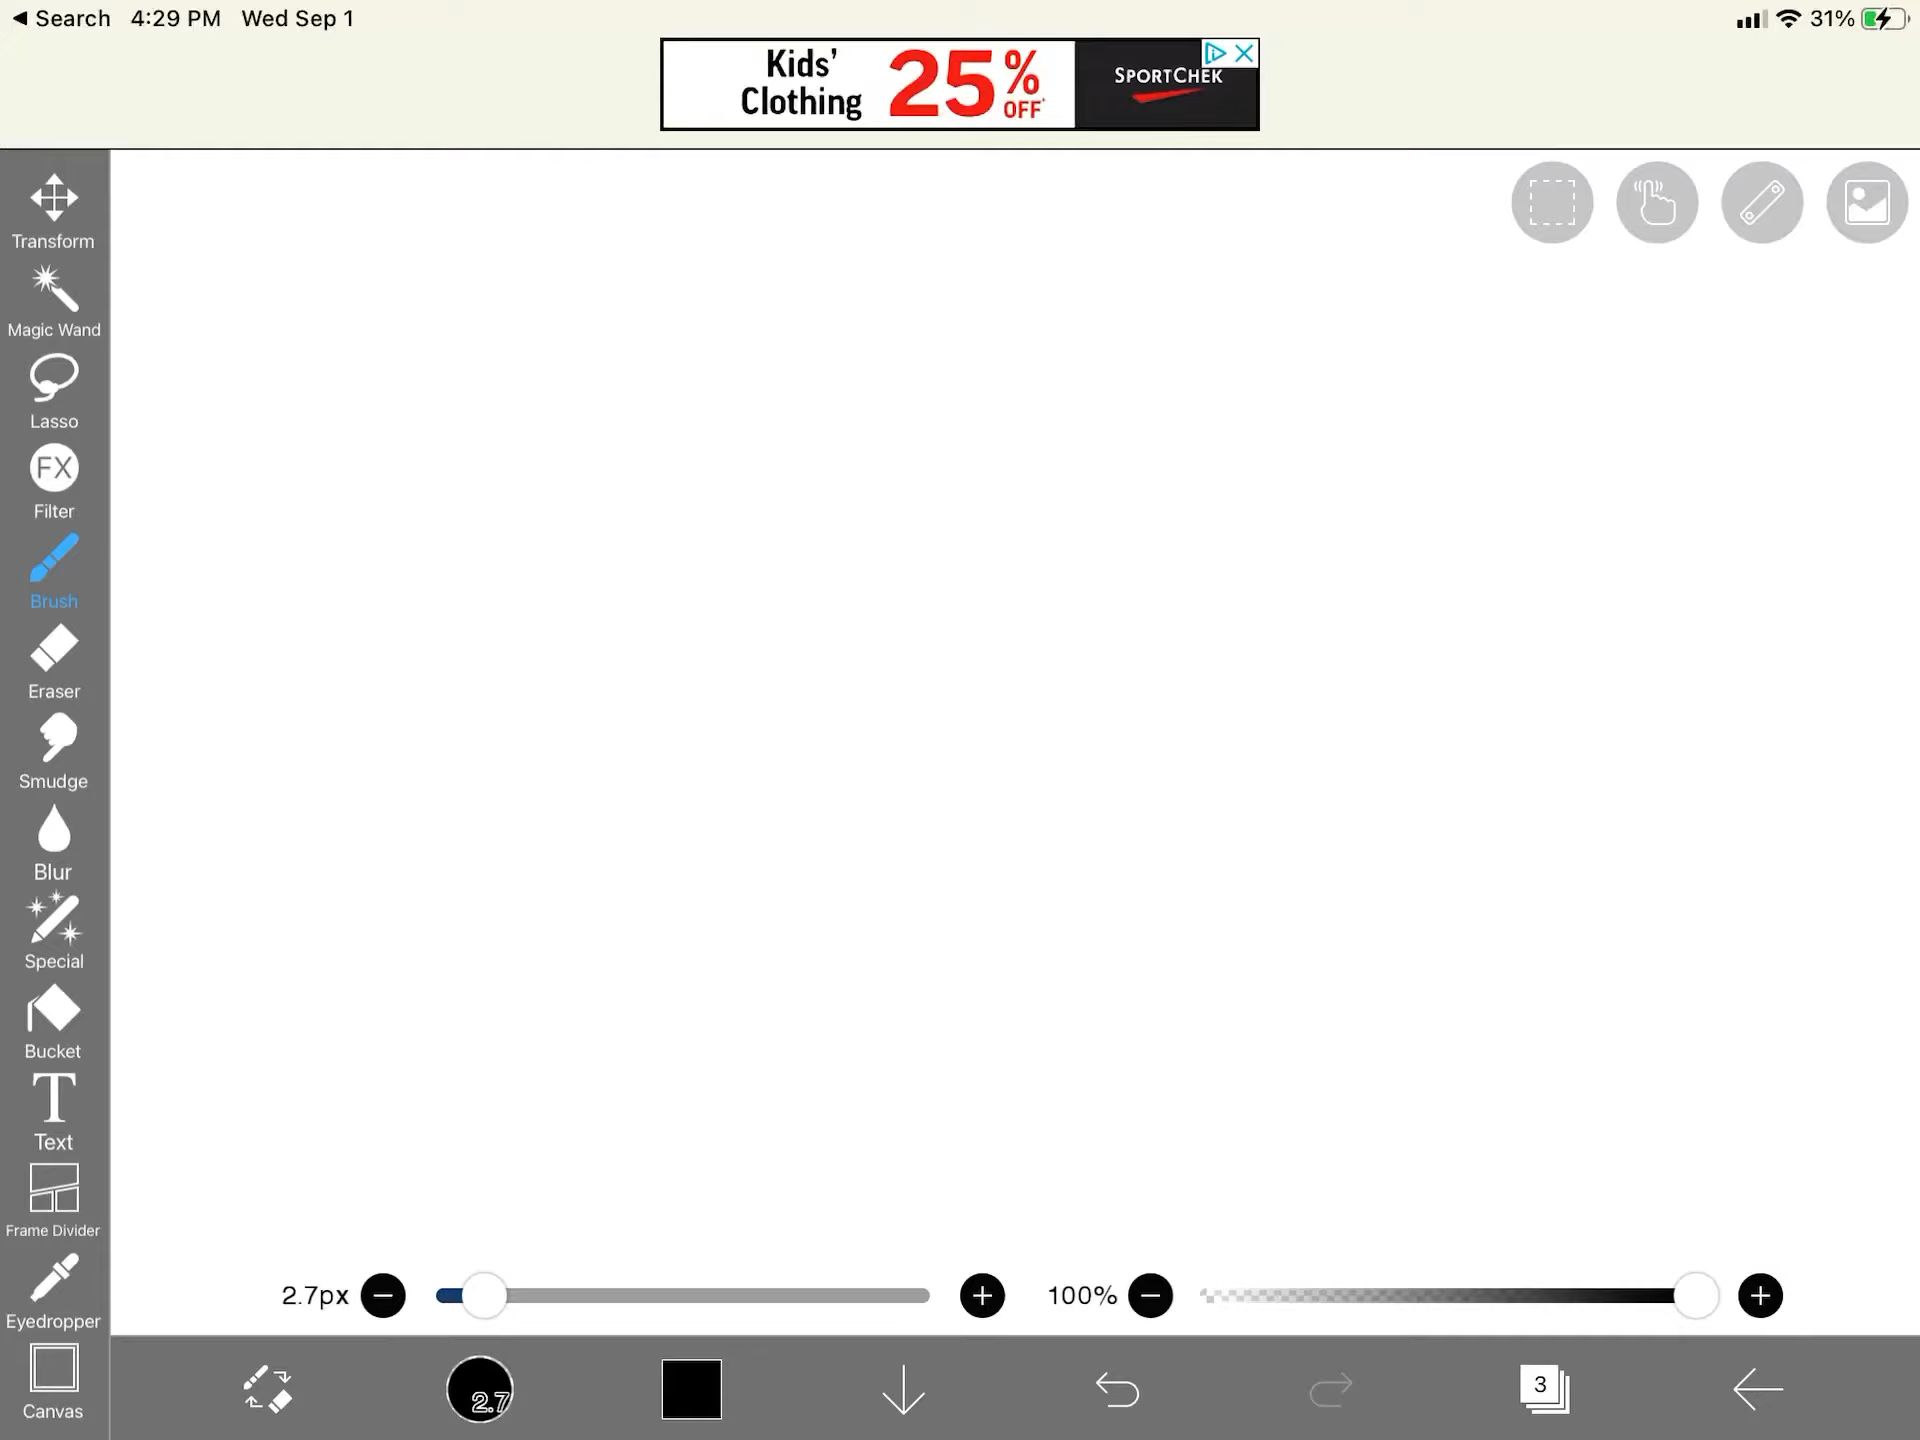 ◀ Search 4:29 PM Wed Sep 1
31%
Kids'
Clothing
25%
OFF*
SPORTCHEK
Transform
Magic Wand
Lasso
FX
Filter
Brush
Eraser
Smudge
Blur
Special
Bucket
T
Text
Frame Divider
Eyedropper
Canvas
2.7px
100%
2.7
3